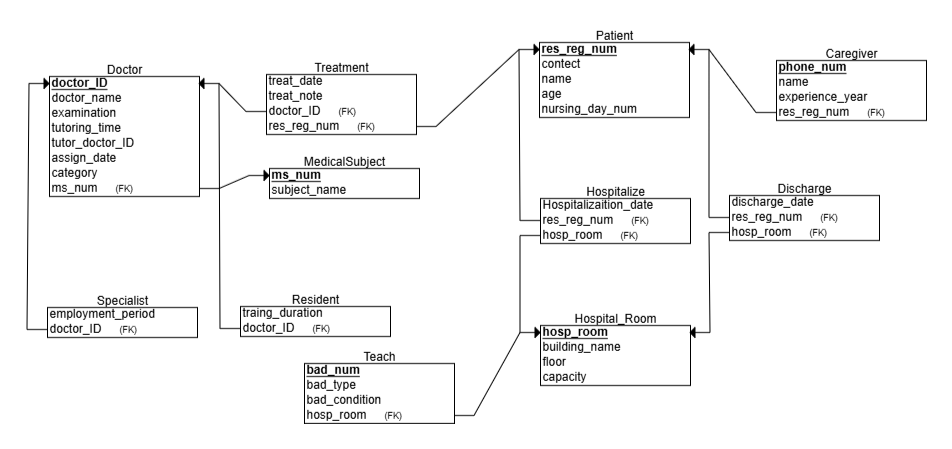 Doctor
doctor_ID
doctor_name
examination
tutoring_time
tutor_doctor_ID
assign_date
category
ms_num (FK)
Treatment
treat_date
treat_note
doctor_ID (FK)
res_reg_num (FK)
MedicalSubject
ms_num
subject_name
Patient
res_reg_num
contect
name
age
nursing_day_num
Caregiver
phone_num
name
experience_year
res_reg_num (FK)
Hospitalize
Hospitalizaition_date
res_reg_num (FK)
hosp_room (FK)
Discharge
discharge_date
res_reg_num (FK)
hosp_room (FK)
Specialist
employment_period
doctor_ID (FK)
Resident
traing_duration
doctor_ID (FK)
Teach
bad_num
bad_type
bad_condition
hosp_room (FK)
Hospital_Room
hosp_room
building_name
floor
capacity